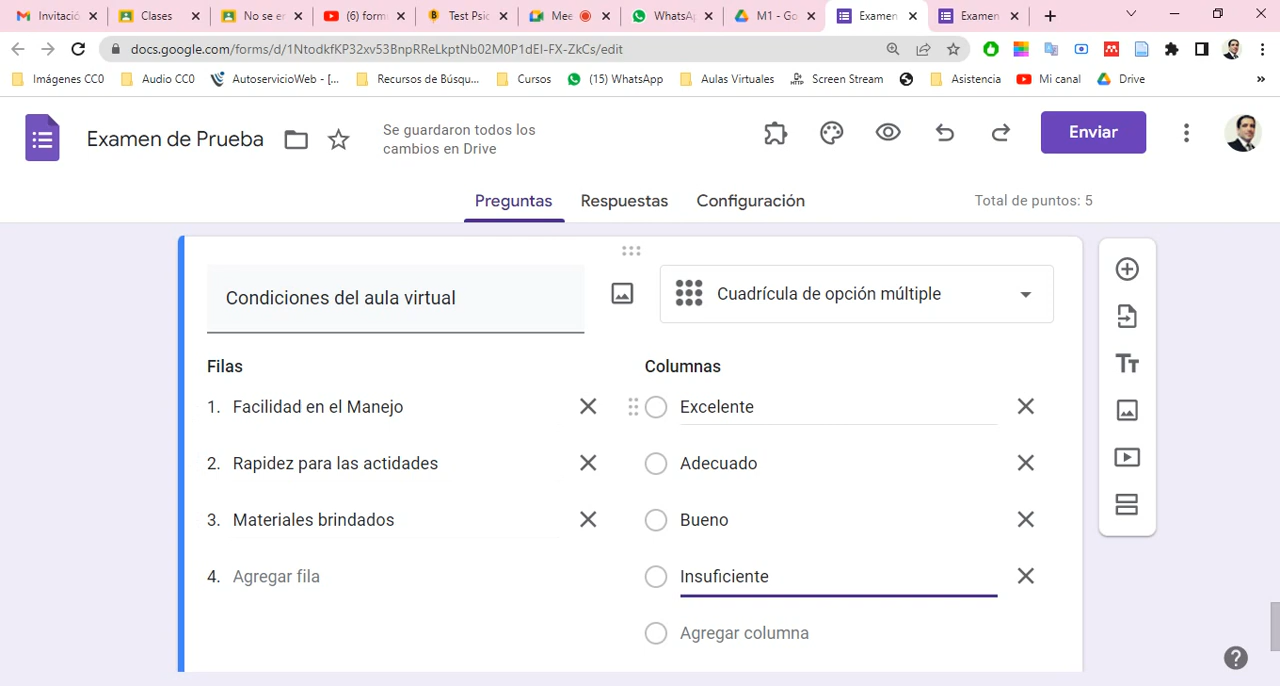 Invitació
Clases
No se en
(6) form
Test Psic
Mee
WhatsA
M1 - Go
Examen
Examen
docs.google.com/forms/d/1NtodkfKP32xv53BnpRReLkptNb02M0P1dEI-FX-ZkCs/edit
Imágenes CC0
Audio CC0
AutoservicioWeb - [...
Recursos de Búsqu...
Cursos
(15) WhatsApp
Aulas Virtuales
Screen Stream
Asistencia
Mi canal
Drive
»
Examen de Prueba
Se guardaron todos los
cambios en Drive
Enviar
Preguntas
Respuestas
Configuración
Total de puntos: 5
Condiciones del aula virtual
Cuadrícula de opción múltiple
Filas
Columnas
1. Facilidad en el Manejo
Excelente
2. Rapidez para las actidades
Adecuado
3. Materiales brindados
Bueno
4. Agregar fila
Insuficiente
Agregar columna